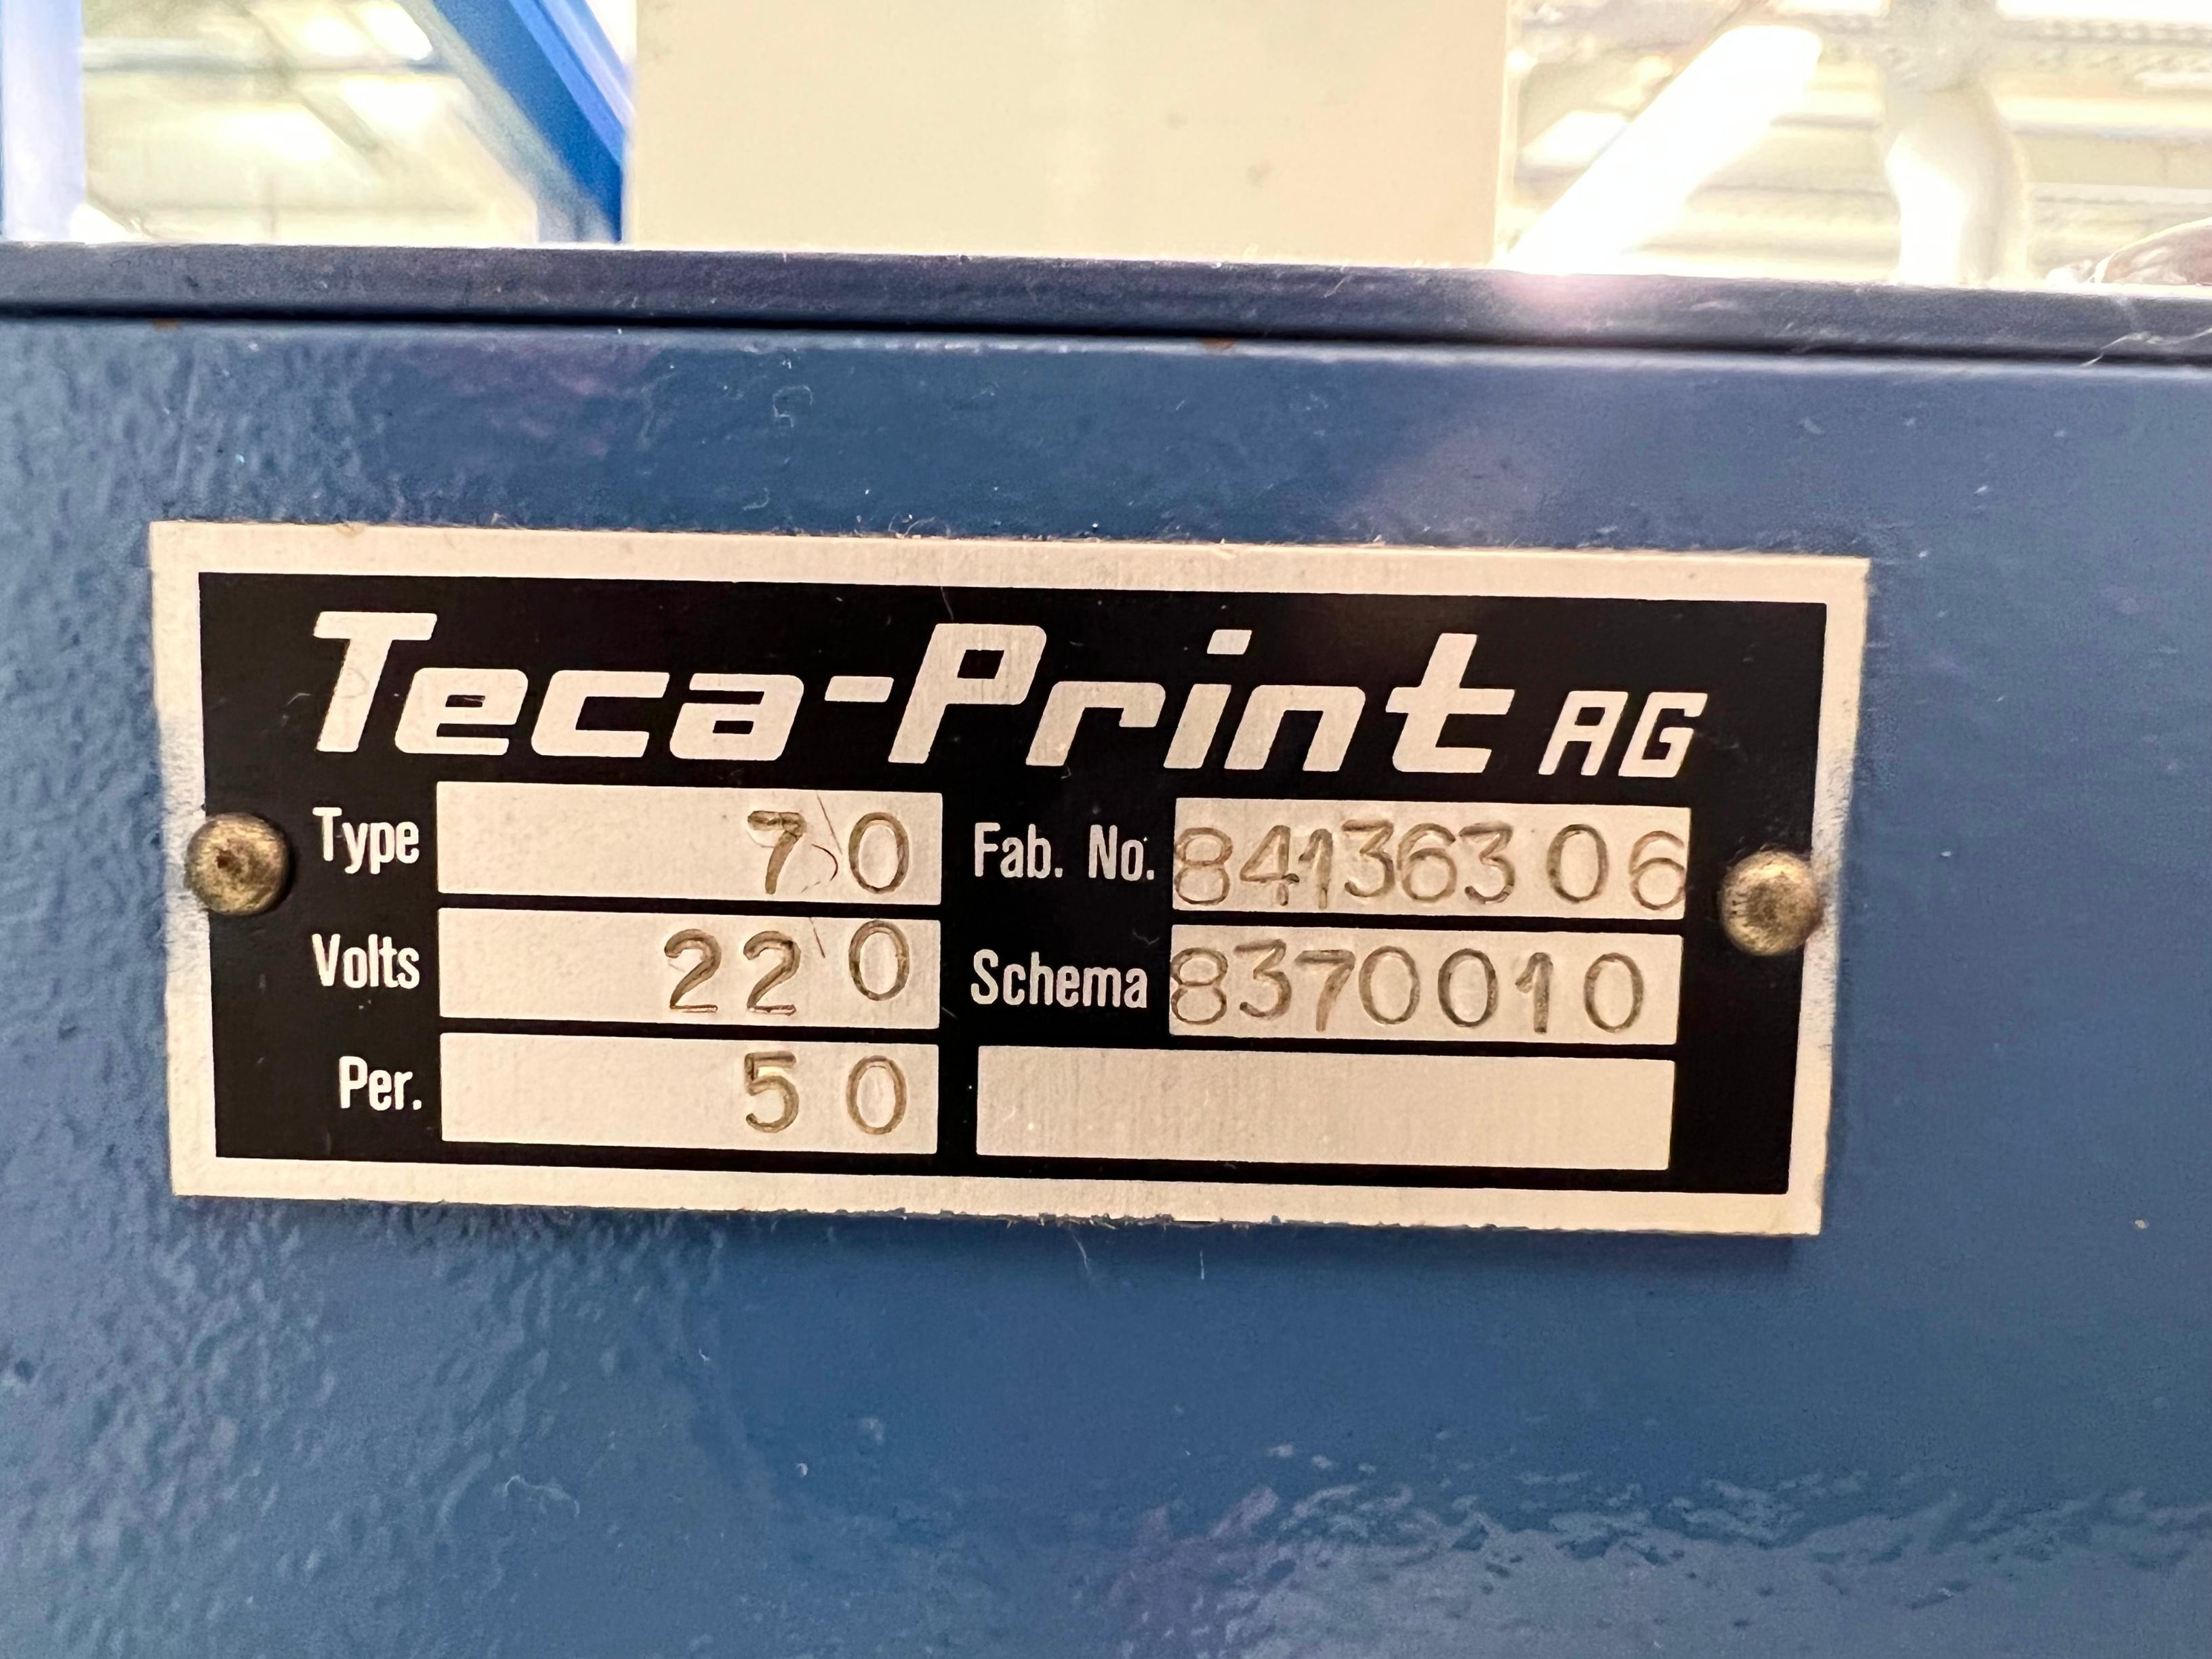 Teca-Print AG
Type 70 Fab. No. 84136306
Volts 220 Schema 8370010
Per. 50